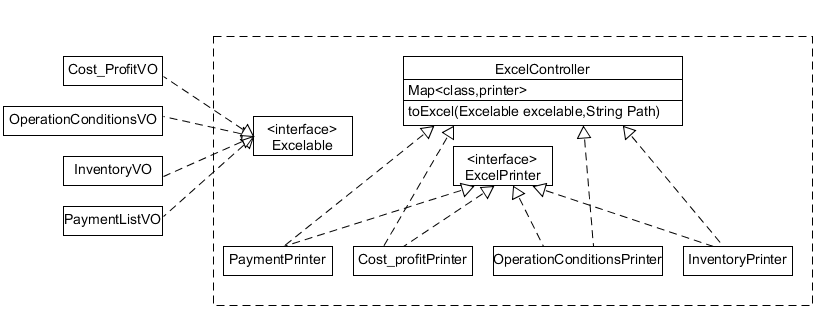 Cost_ProfitVO
OperationConditionsVO
InventoryVO
PaymentListVO
<interface>
Excelable
ExcelController
Map<class,printer>
toExcel(Excelable excelable,String Path)
<interface>
ExcelPrinter
PaymentPrinter
Cost_profitPrinter
OperationConditionsPrinter
InventoryPrinter